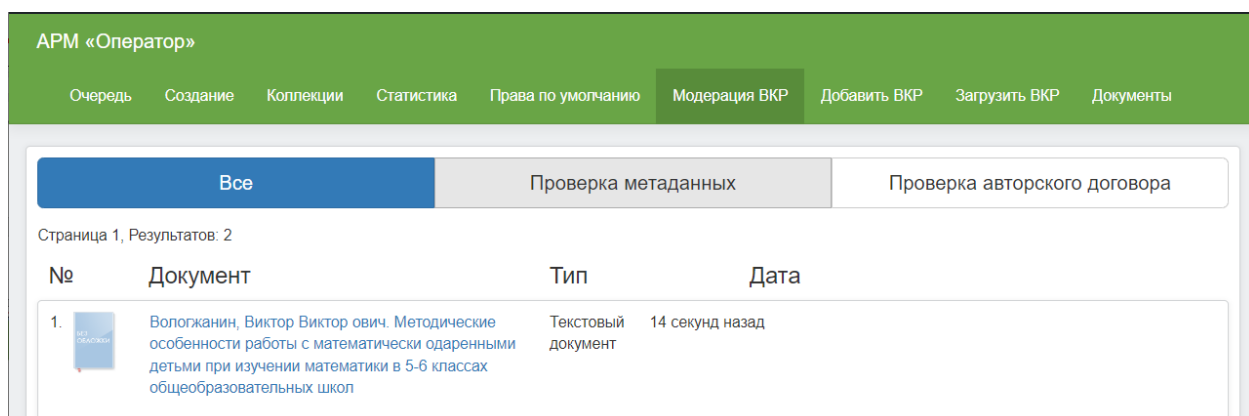 АРМ «Оператор»
Очередь Создание Коллекции Статистика Права по умолчанию Модерация ВКР Добавить ВКР Загрузить ВКР Документы
Все Проверка метаданных Проверка авторского договора
Страница 1, Результатов: 2
№ Документ Тип Дата
1. БЕЗ ОБЛОЖКИ Вологжанин, Виктор Виктор ович. Методические Текстовый 14 секунд назад
особенности работы с математически одаренными документ
детьми при изучении математики в 5-6 классах
общеобразовательных школ